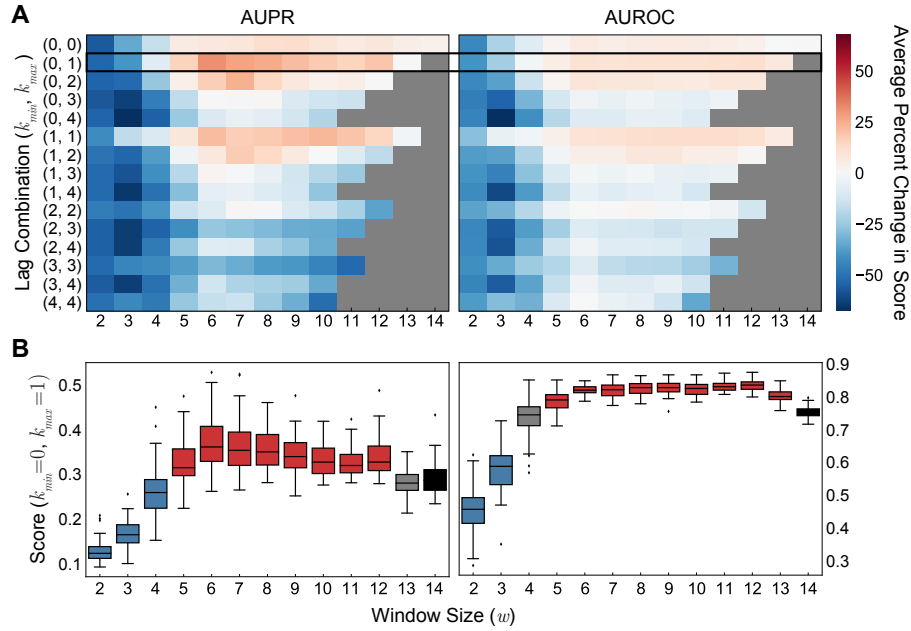 A
AUPR
AUROC
Lag Combination (k_min, k_max)
(0, 0)
(0, 1)
(0, 2)
(0, 3)
(0, 4)
(1, 1)
(1, 2)
(1, 3)
(1, 4)
(2, 2)
(2, 3)
(2, 4)
(3, 3)
(3, 4)
(4, 4)
2 3 4 5 6 7 8 9 10 11 12 13 14
2 3 4 5 6 7 8 9 10 11 12 13 14
50
25
0
−25
−50
Average Percent Change in Score
B
Score (k_min=0, k_max=1)
0.5
0.4
0.3
0.2
0.1
2 3 4 5 6 7 8 9 10 11 12 13 14
0.9
0.8
0.7
0.6
0.5
0.4
0.3
2 3 4 5 6 7 8 9 10 11 12 13 14
Window Size (w)